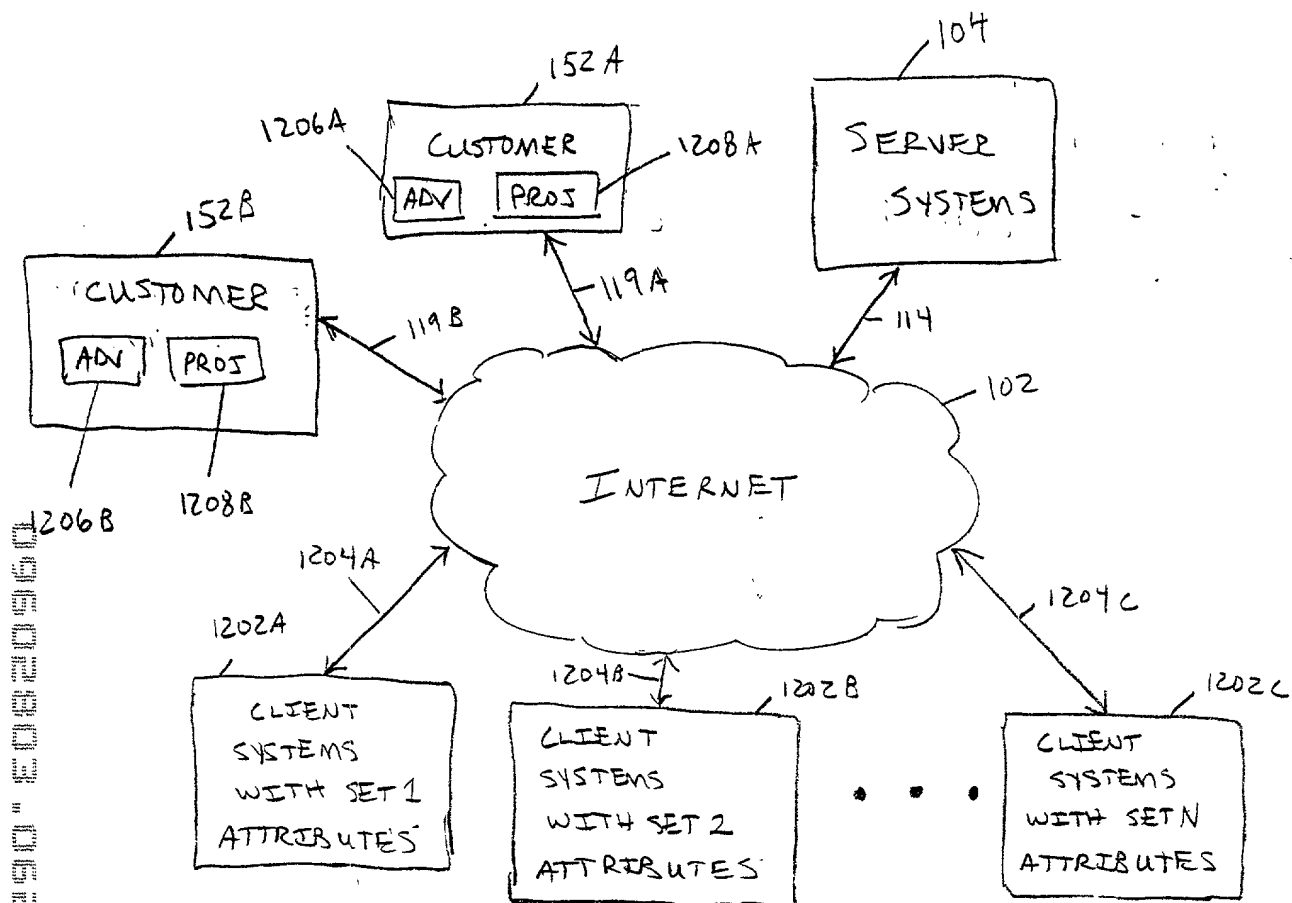 104
152A
1206A
CUSTOMER
1208A
ADV
PROJ
SERVER
SYSTEMS
152B
CUSTOMER
ADV
PROJ
119B
119A
114
102
INTERNET
1206B
1208B
1204A
1204C
1202A
1204B
1202B
1202C
CLIENT
SYSTEMS
WITH SET 1
ATTRIBUTES
CLIENT
SYSTEMS
WITH SET 2
ATTRIBUTES
• • •
CLIENT
SYSTEMS
WITH SET N
ATTRIBUTES